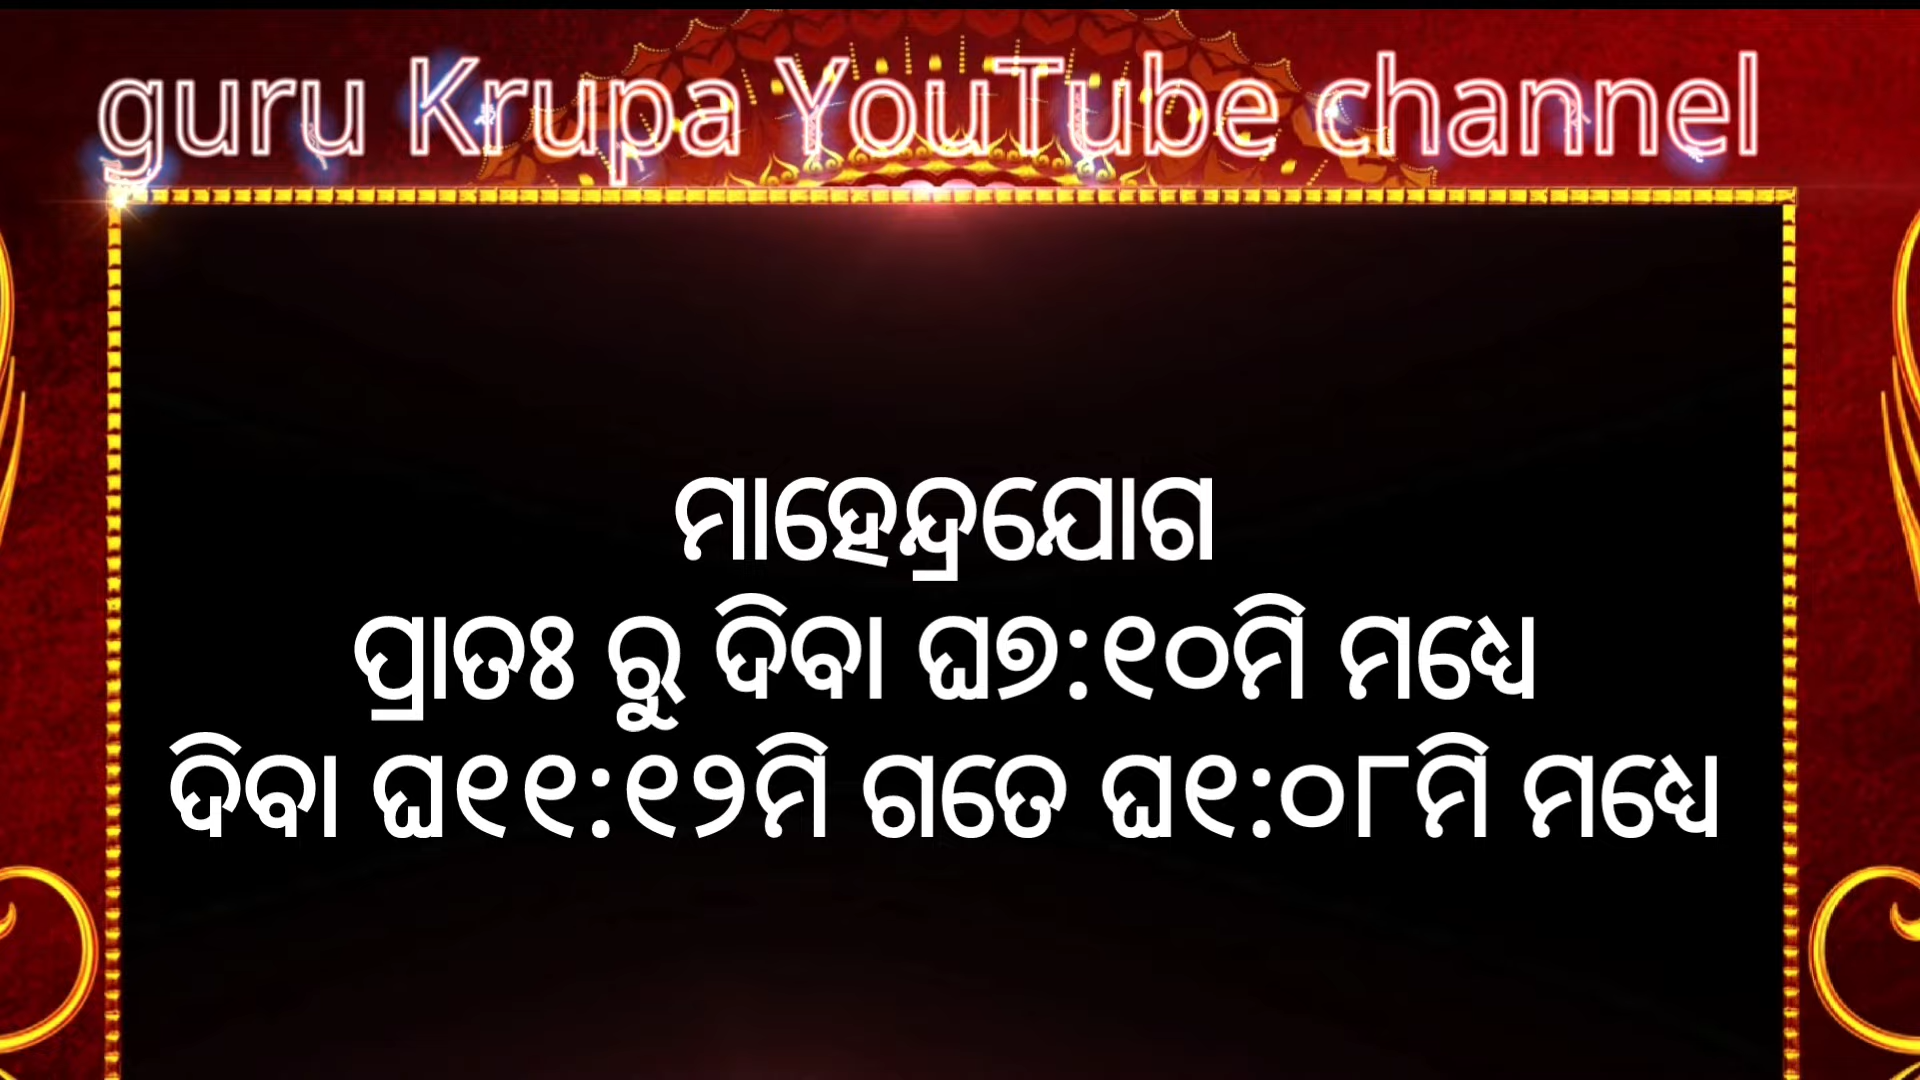 guru Krupa YouTube channel
ମାହେନ୍ଦ୍ରଯୋଗ
ପ୍ରାତଃ ରୁ ଦିବା ଘ୭:୧୦ମି ମଧ୍ୟେ
ଦିବା ଘ୧୧:୧୨ମି ଗତେ ଘ୧:୦୮ମି ମଧ୍ୟେ